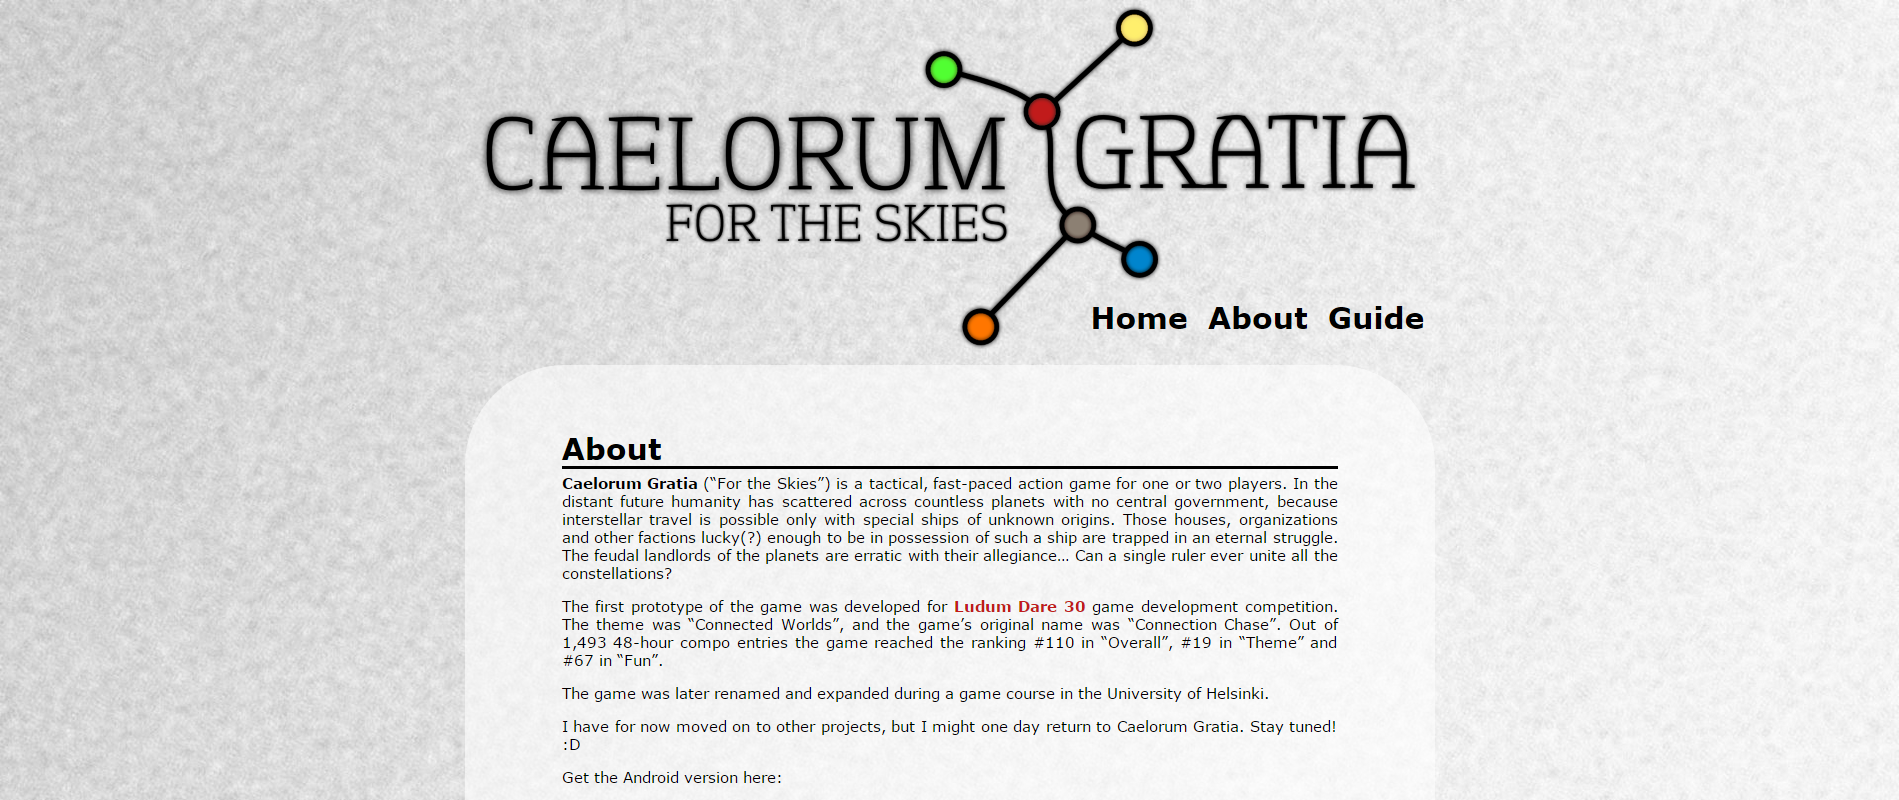 CAELORUM GRATIA
FOR THE SKIES
Home About Guide
About
Caelorum Gratia (“For the Skies”) is a tactical, fast-paced action game for one or two players. In the
distant future humanity has scattered across countless planets with no central government, because
interstellar travel is possible only with special ships of unknown origins. Those houses, organizations
and other factions lucky(?) enough to be in possession of such a ship are trapped in an eternal struggle.
The feudal landlords of the planets are erratic with their allegiance... Can a single ruler ever unite all the
constellations?
The first prototype of the game was developed for Ludum Dare 30 game development competition.
The theme was “Connected Worlds”, and the game’s original name was “Connection Chase”. Out of
1,493 48-hour compo entries the game reached the ranking #110 in “Overall”, #19 in “Theme” and
#67 in “Fun”.
The game was later renamed and expanded during a game course in the University of Helsinki.
I have for now moved on to other projects, but I might one day return to Caelorum Gratia. Stay tuned!
:D
Get the Android version here: